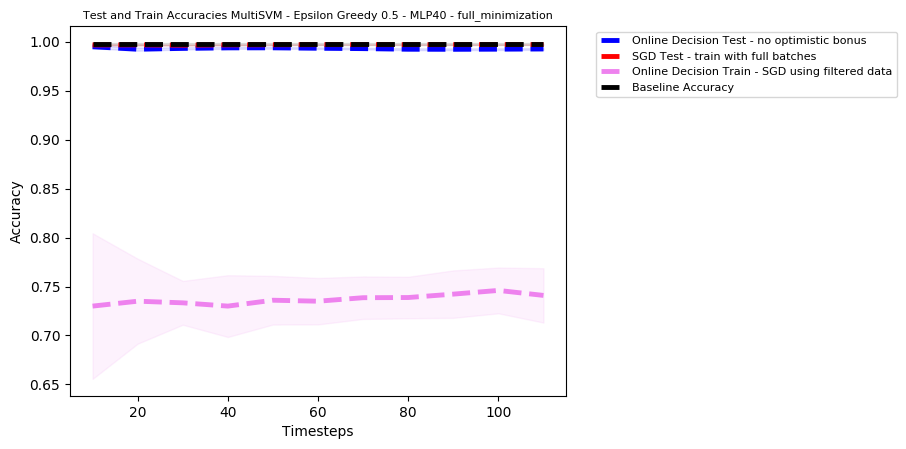 Test and Train Accuracies MultiSVM - Epsilon Greedy 0.5 - MLP40 - full_minimization
Online Decision Test - no optimistic bonus
SGD Test - train with full batches
Online Decision Train - SGD using filtered data
Baseline Accuracy
Accuracy
1.00
0.95
0.90
0.85
0.80
0.75
0.70
0.65
20
40
60
80
100
Timesteps